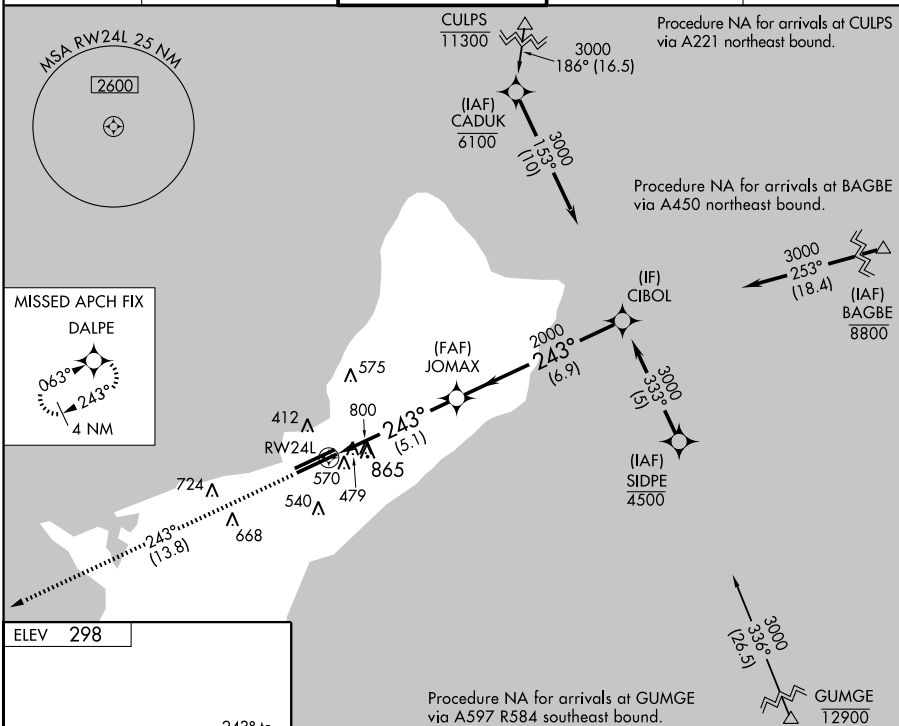 CULPS
11300
Procedure NA for arrivals at CULPS
via A221 northeast bound.
3000
186° (16.5)
MSA RW24L 25 NM
2600
(IAF)
CADUK
6100
3000
153°
(10)
Procedure NA for arrivals at BAGBE
via A450 northeast bound.
3000
253°
(18.4)
(IAF)
BAGBE
8800
(IF)
CIBOL
MISSED APCH FIX
DALPE
063°
243°
4 NM
2000
243°
(6.9)
(FAF)
JOMAX
3000
333°
(5)
575
412
800
243°
(5.1)
RW24L
865
570
479
(IAF)
SIDPE
4500
724
540
668
243°
(13.8)
3000
336°
(26.5)
ELEV 298
Procedure NA for arrivals at GUMGE
via A597 R584 southeast bound.
GUMGE
12900